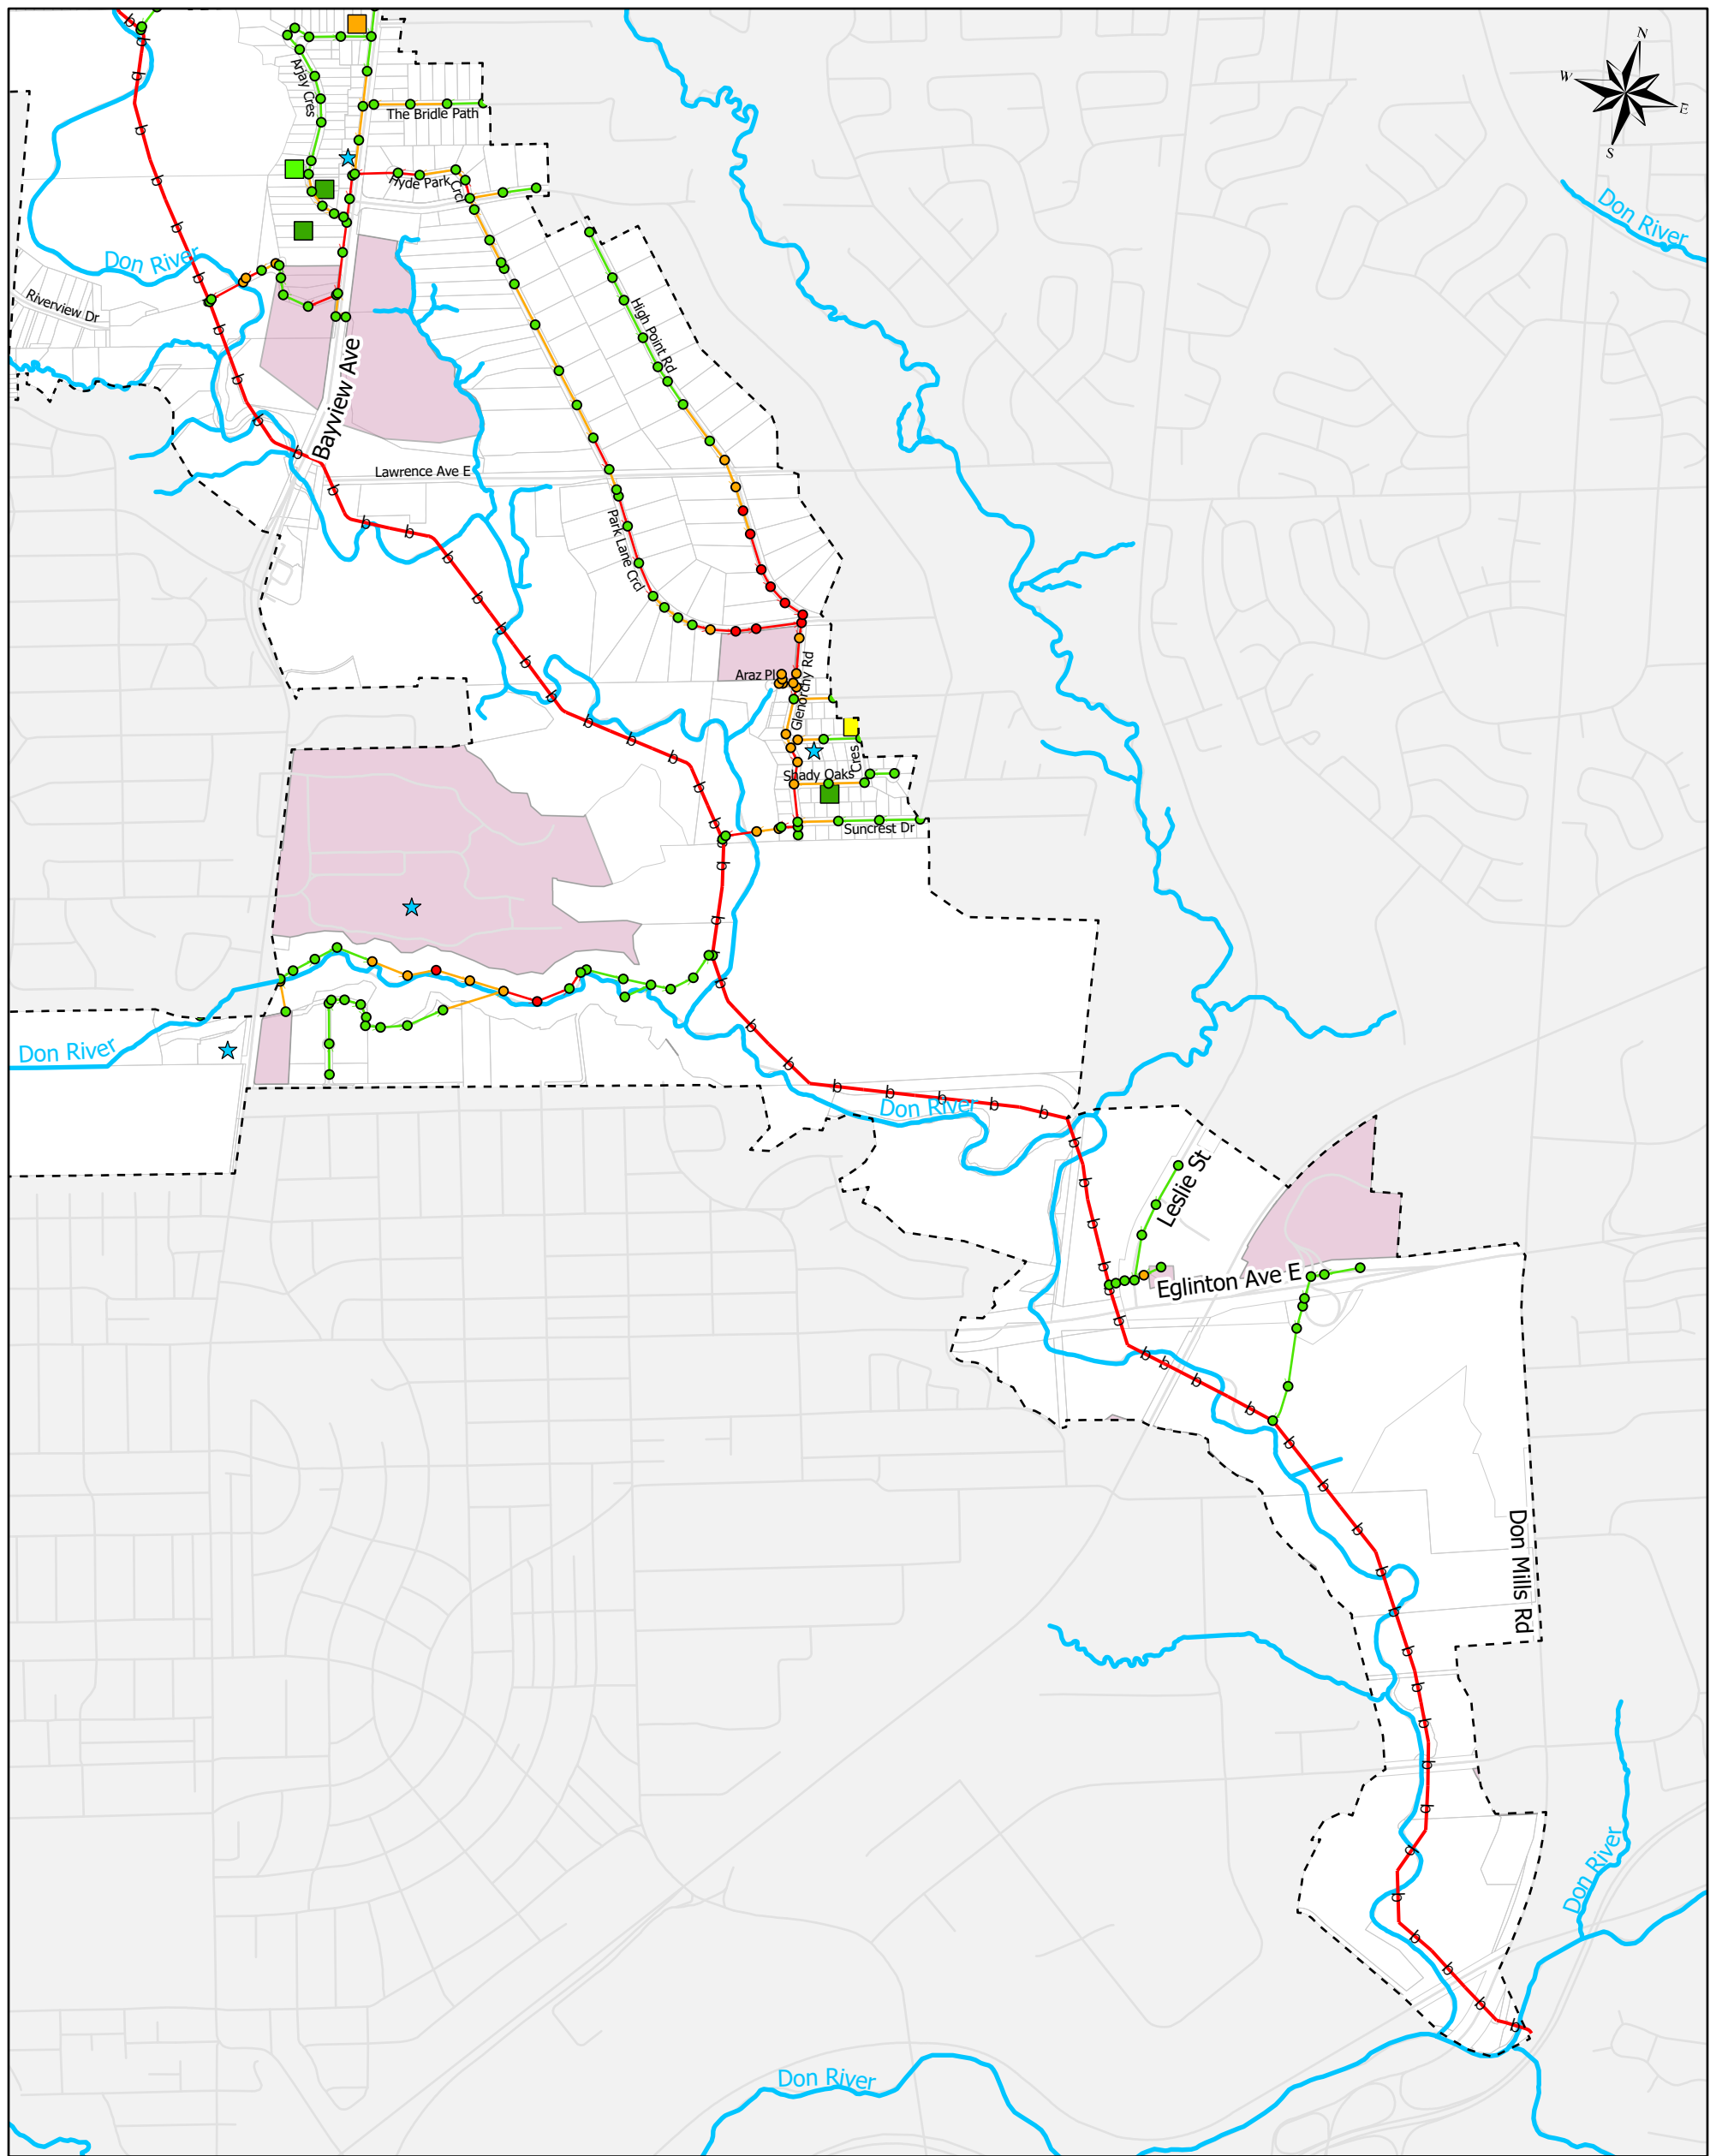 N
W
E
S
Arjay Cres
The Bridle Path
Hyde Park
Crcl
Don River
Don River
Riverview Dr
High Point Rd
Bayview Ave
Lawrence Ave E
Park Lane Crcl
Araz Pl
Glenorchy Rd
Shady Oaks
Cres
Suncrest Dr
Don River
Don River
Leslie St
Eglinton Ave E
Don Mills Rd
Don River
Don River